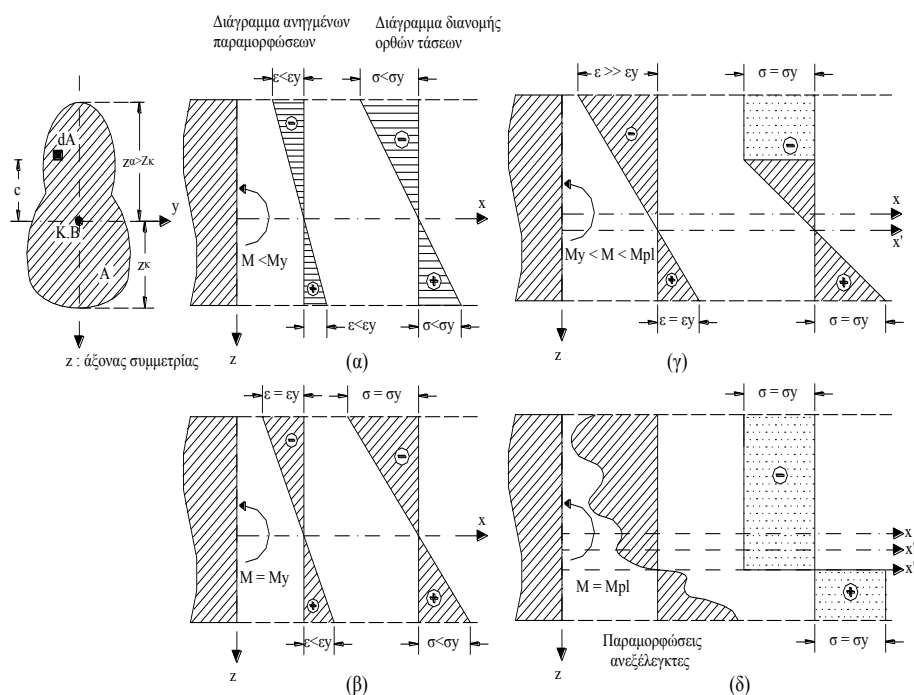 Διάγραμμα ανηγμένων
παραμορφώσεων
Διάγραμμα διανομής
ορθών τάσεων
ε<εy
σ<σy
dA
c
zα>zκ
y
Κ.Β
A
zκ
z : άξονας συμμετρίας
M <My
x
ε<εy
σ<σy
z
(α)
ε >> εy
σ = σy
x
x'
My < M < Mpl
ε = εy
σ = σy
z
(γ)
ε = εy
σ = σy
x
M = My
ε<εy
σ<σy
z
(β)
σ = σy
x
x'
M = Mpl
Παραμορφώσεις
ανεξέλεγκτες
σ = σy
z
(δ)